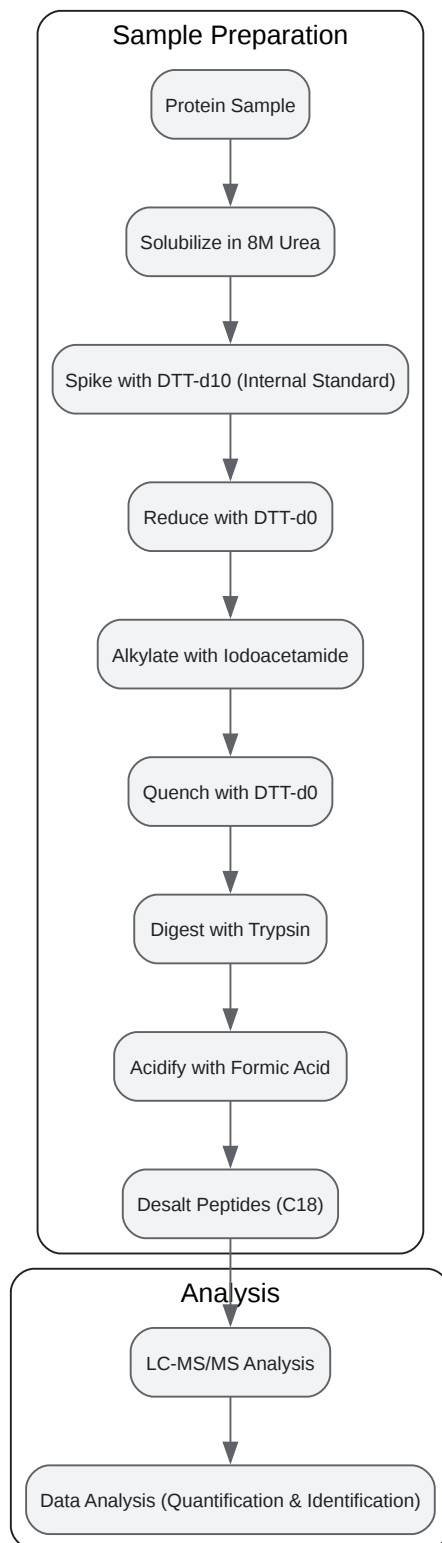 Sample Preparation
Protein Sample
Solubilize in 8M Urea
Spike with DTT-d10 (Internal Standard)
Reduce with DTT-d0
Alkylate with Iodoacetamide
Quench with DTT-d0
Digest with Trypsin
Acidify with Formic Acid
Desalt Peptides (C18)
Analysis
LC-MS/MS Analysis
Data Analysis (Quantification & Identification)